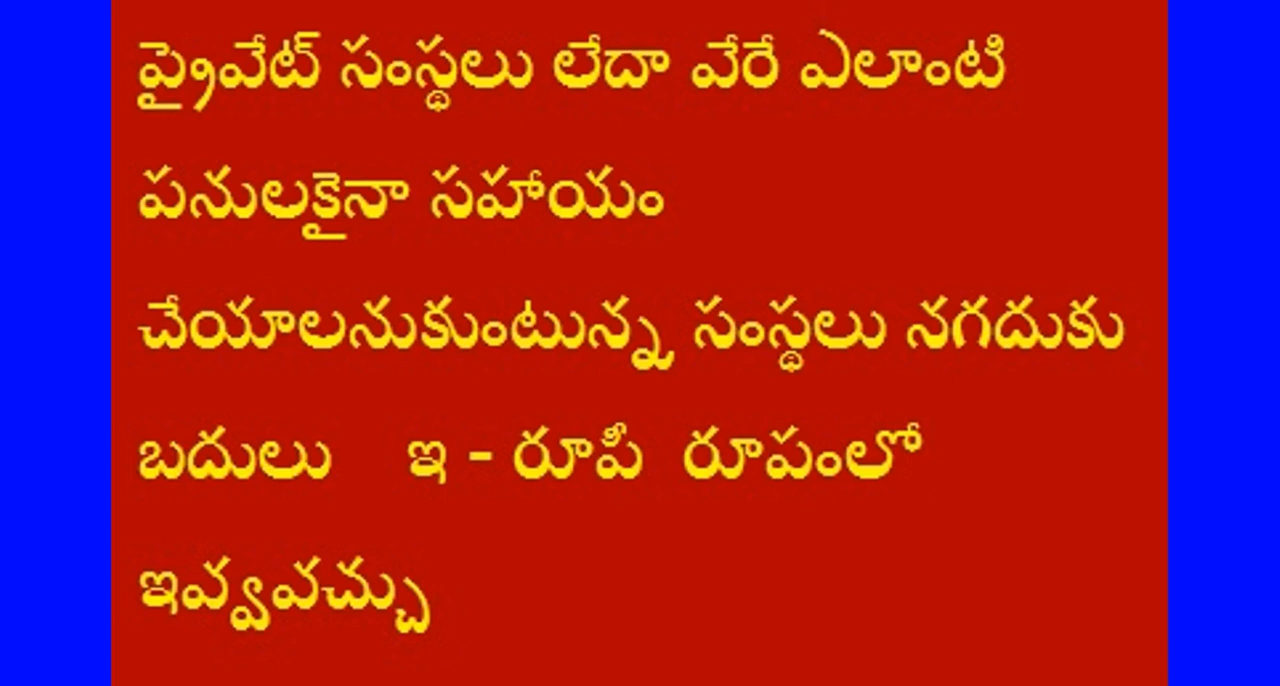 ప్రైవేట్ సంస్థలు లేదా వేరే ఎలాంటి
పనులకైనా సహాయం
చేయాలనుకుంటున్న సంస్థలు నగదుకు
బదులు ఇ - రూపీ రూపంలో
ఇవ్వవచ్చు